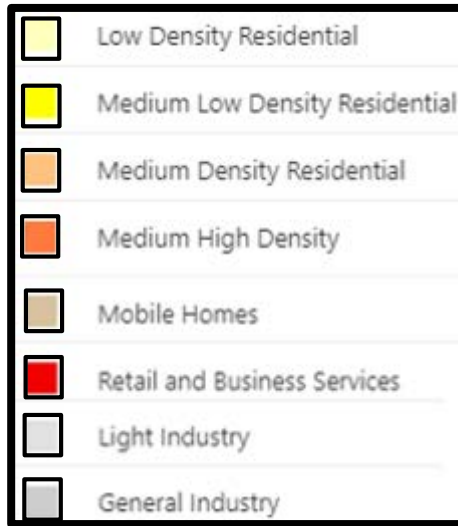 Low Density Residential
Medium Low Density Residential
Medium Density Residential
Medium High Density
Mobile Homes
Retail and Business Services
Light Industry
General Industry